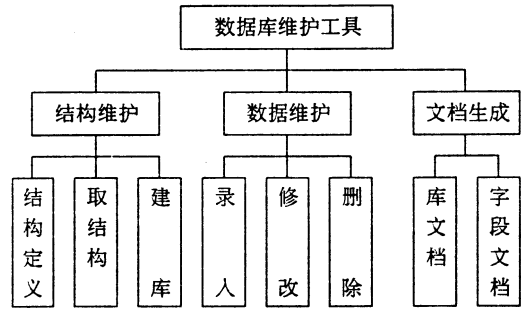 数据库维护工具
结构维护
数据维护
文档生成
结构定义
取结构
建库
录人
修改
删除
库文档
字段文档